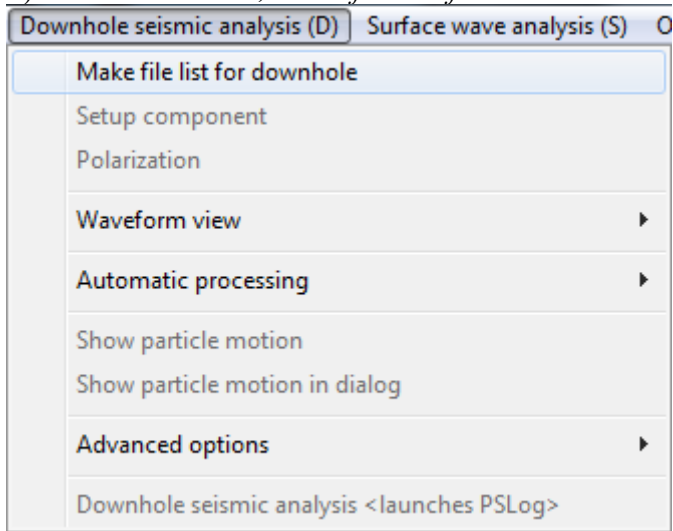 Downhole seismic analysis (D) Surface wave analysis (S) O
Make file list for downhole
Setup component
Polarization
Waveform view
Automatic processing
Show particle motion
Show particle motion in dialog
Advanced options
Downhole seismic analysis <launches PSLog>